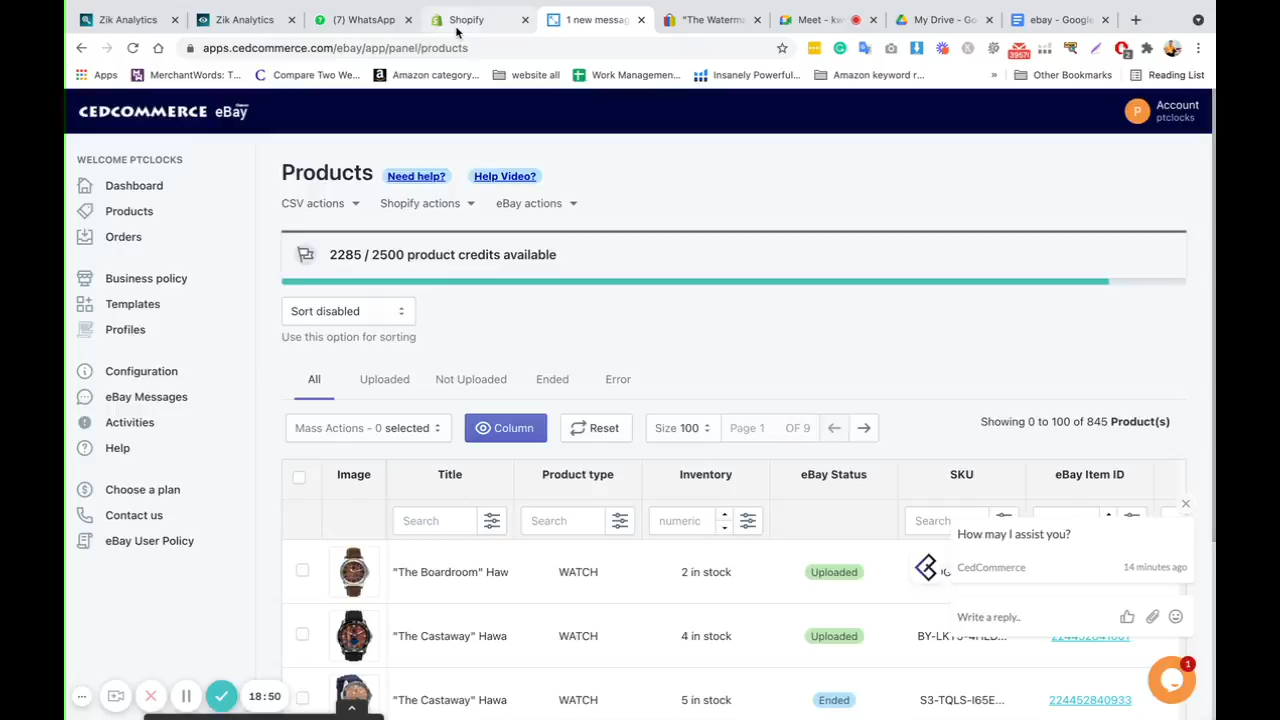 Zik Analytics
Zik Analytics
(7) WhatsApp
Shopify
1 new messag
"The Waterma
Meet - kw
My Drive - Go
ebay - Google
apps.cedcommerce.com/ebay/app/panel/products
39570
2
Apps
MerchantWords: T...
Compare Two We...
Amazon category...
website all
Work Managemen...
Insanely Powerful...
Amazon keyword r...
»
Other Bookmarks
Reading List
CEDCOMMERCE eBay
P
Account
ptclocks
WELCOME PTCLOCKS
Dashboard
Products
Orders
Business policy
Templates
Profiles
Configuration
eBay Messages
Activities
Help
Choose a plan
Contact us
eBay User Policy
Products
Need help?
Help Video?
CSV actions
Shopify actions
eBay actions
2285 / 2500 product credits available
Sort disabled
Use this option for sorting
All
Uploaded
Not Uploaded
Ended
Error
Mass Actions - 0 selected
Column
Reset
Size 100
Page 1
OF 9
Showing 0 to 100 of 845 Product(s)
Image
Title
Product type
Inventory
eBay Status
SKU
eBay Item ID
Search
Search
numeric
Search
"The Boardroom" Haw
WATCH
2 in stock
Uploaded
"The Castaway" Hawa
WATCH
4 in stock
Uploaded
"The Castaway" Hawa
WATCH
5 in stock
Ended
S3-TQLS-I65E...
224452840933
How may I assist you?
CedCommerce
14 minutes ago
Write a reply..
1
18:50